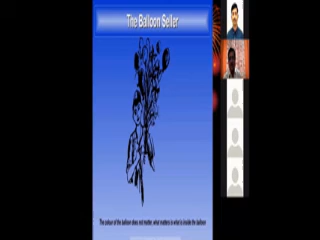 The Balloon Seller
The colour of the balloon does not matter, what matters is what is inside the balloon